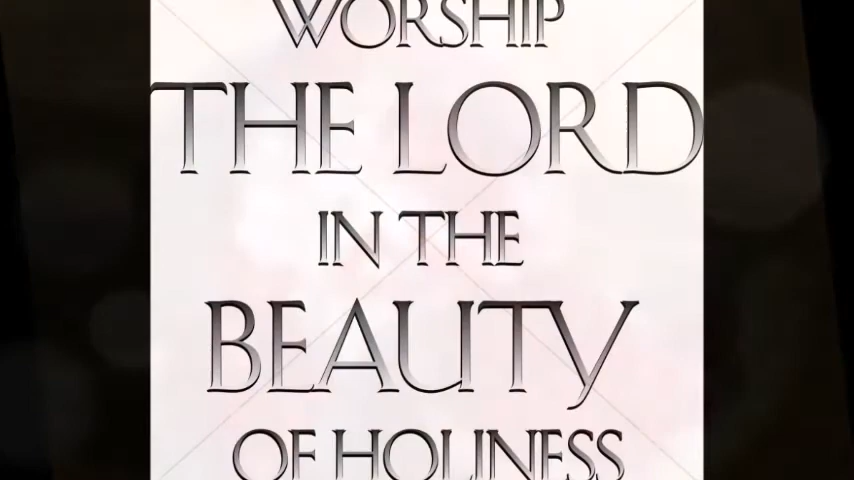 WORSHIP
THE LORD
IN THE
BEAUTY
OF HOLINESS